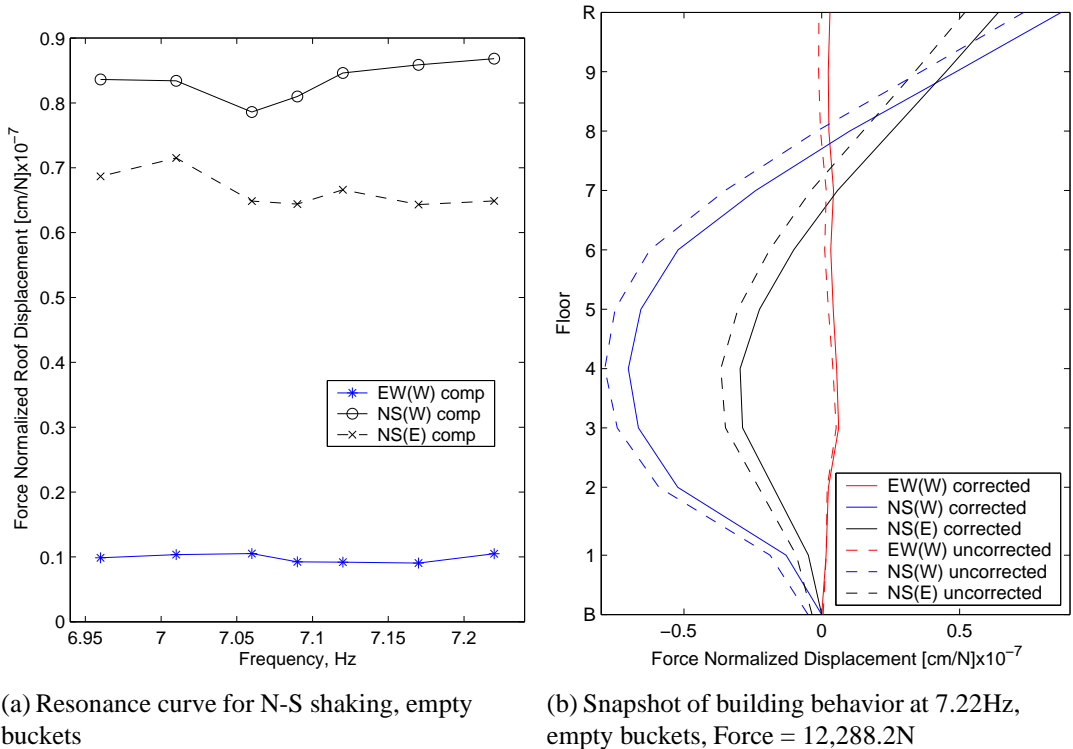 0.9
0.8
0.7
0.6
0.5
0.4
0.3
0.2
0.1
0
6.95 7 7.05 7.1 7.15 7.2
Frequency, Hz
Force Normalized Roof Displacement [cm/N]x10⁻⁷
EW(W) comp
NS(W) comp
NS(E) comp
(a) Resonance curve for N-S shaking, empty
buckets
R
9
8
7
6
5
4
3
2
1
B
Floor
−0.5 0 0.5
Force Normalized Displacement [cm/N]x10⁻⁷
EW(W) corrected
NS(W) corrected
NS(E) corrected
EW(W) uncorrected
NS(W) uncorrected
NS(E) uncorrected
(b) Snapshot of building behavior at 7.22Hz,
empty buckets, Force = 12,288.2N